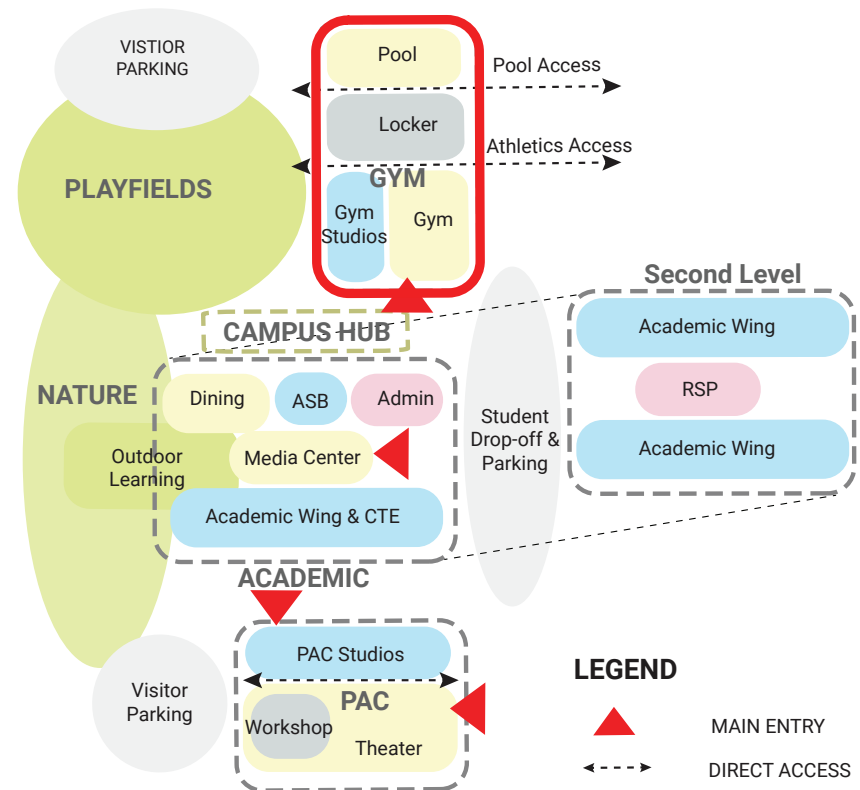 VISTIOR
PARKING
Pool
Pool Access
Locker
Athletics Access
GYM
PLAYFIELDS
Gym
Studios
Gym
Second Level
CAMPUS HUB
Academic Wing
NATURE
Dining
ASB
Admin
RSP
Student
Drop-off &
Parking
Outdoor
Learning
Media Center
Academic Wing
Academic Wing & CTE
ACADEMIC
PAC Studios
Visitor
Parking
PAC
Workshop
Theater
LEGEND
MAIN ENTRY
DIRECT ACCESS